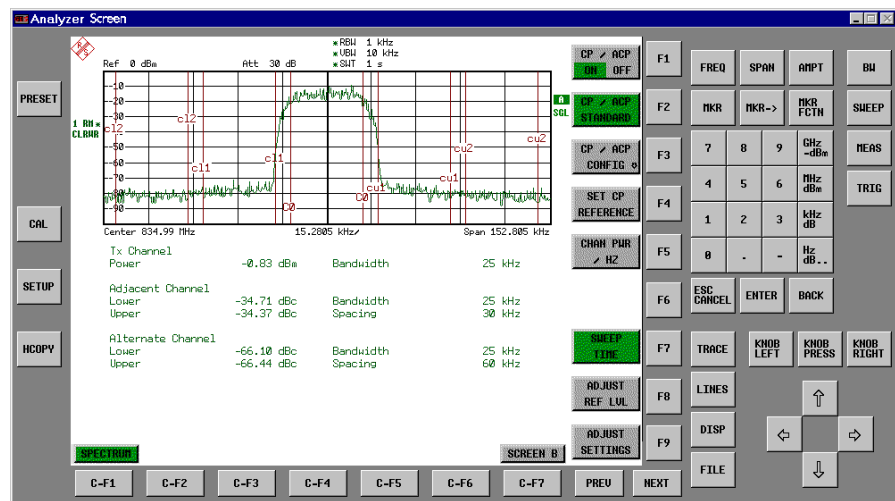 Analyzer Screen
*RBW 1 kHz
*VBW 10 kHz
Ref 0 dBm Att 30 dB *SWT 1 s
-10
-20
-30
-60
-70
-80
-90
1 RM*
CLRWR
A
SGL
cl2
cl2
cl1
cl1
C0
C0
cu1
cu1
cu2
cu2
Center 834.99 MHz 15.2805 kHz/ Span 152.805 kHz
Tx Channel
Power -0.83 dBm Bandwidth 25 kHz
Adjacent Channel
Lower -34.71 dBc Bandwidth 25 kHz
Upper -34.37 dBc Spacing 30 kHz
Alternate Channel
Lower -66.10 dBc Bandwidth 25 kHz
Upper -66.44 dBc Spacing 60 kHz
SPECTRUM
SCREEN B
PRESET
CAL
SETUP
HCOPY
CP / ACP
ON OFF
CP / ACP
STANDARD
CP / ACP
CONFIG
SET CP
REFERENCE
CHAN PWR
/ HZ
SWEEP
TIME
ADJUST
REF LVL
ADJUST
SETTINGS
F1
F2
F3
F4
F5
F6
F7
F8
F9
C-F1 C-F2 C-F3 C-F4 C-F5 C-F6 C-F7 PREV NEXT
FREQ SPAN AMPT BW
MKR MKR-> MKR FCTN SWEEP
7 8 9 GHz -dBm MEAS
4 5 6 MHz dBm TRIG
1 2 3 kHz dB
0 . - Hz dB..
ESC CANCEL ENTER BACK
TRACE KNOB LEFT KNOB PRESS KNOB RIGHT
LINES
DISP
FILE